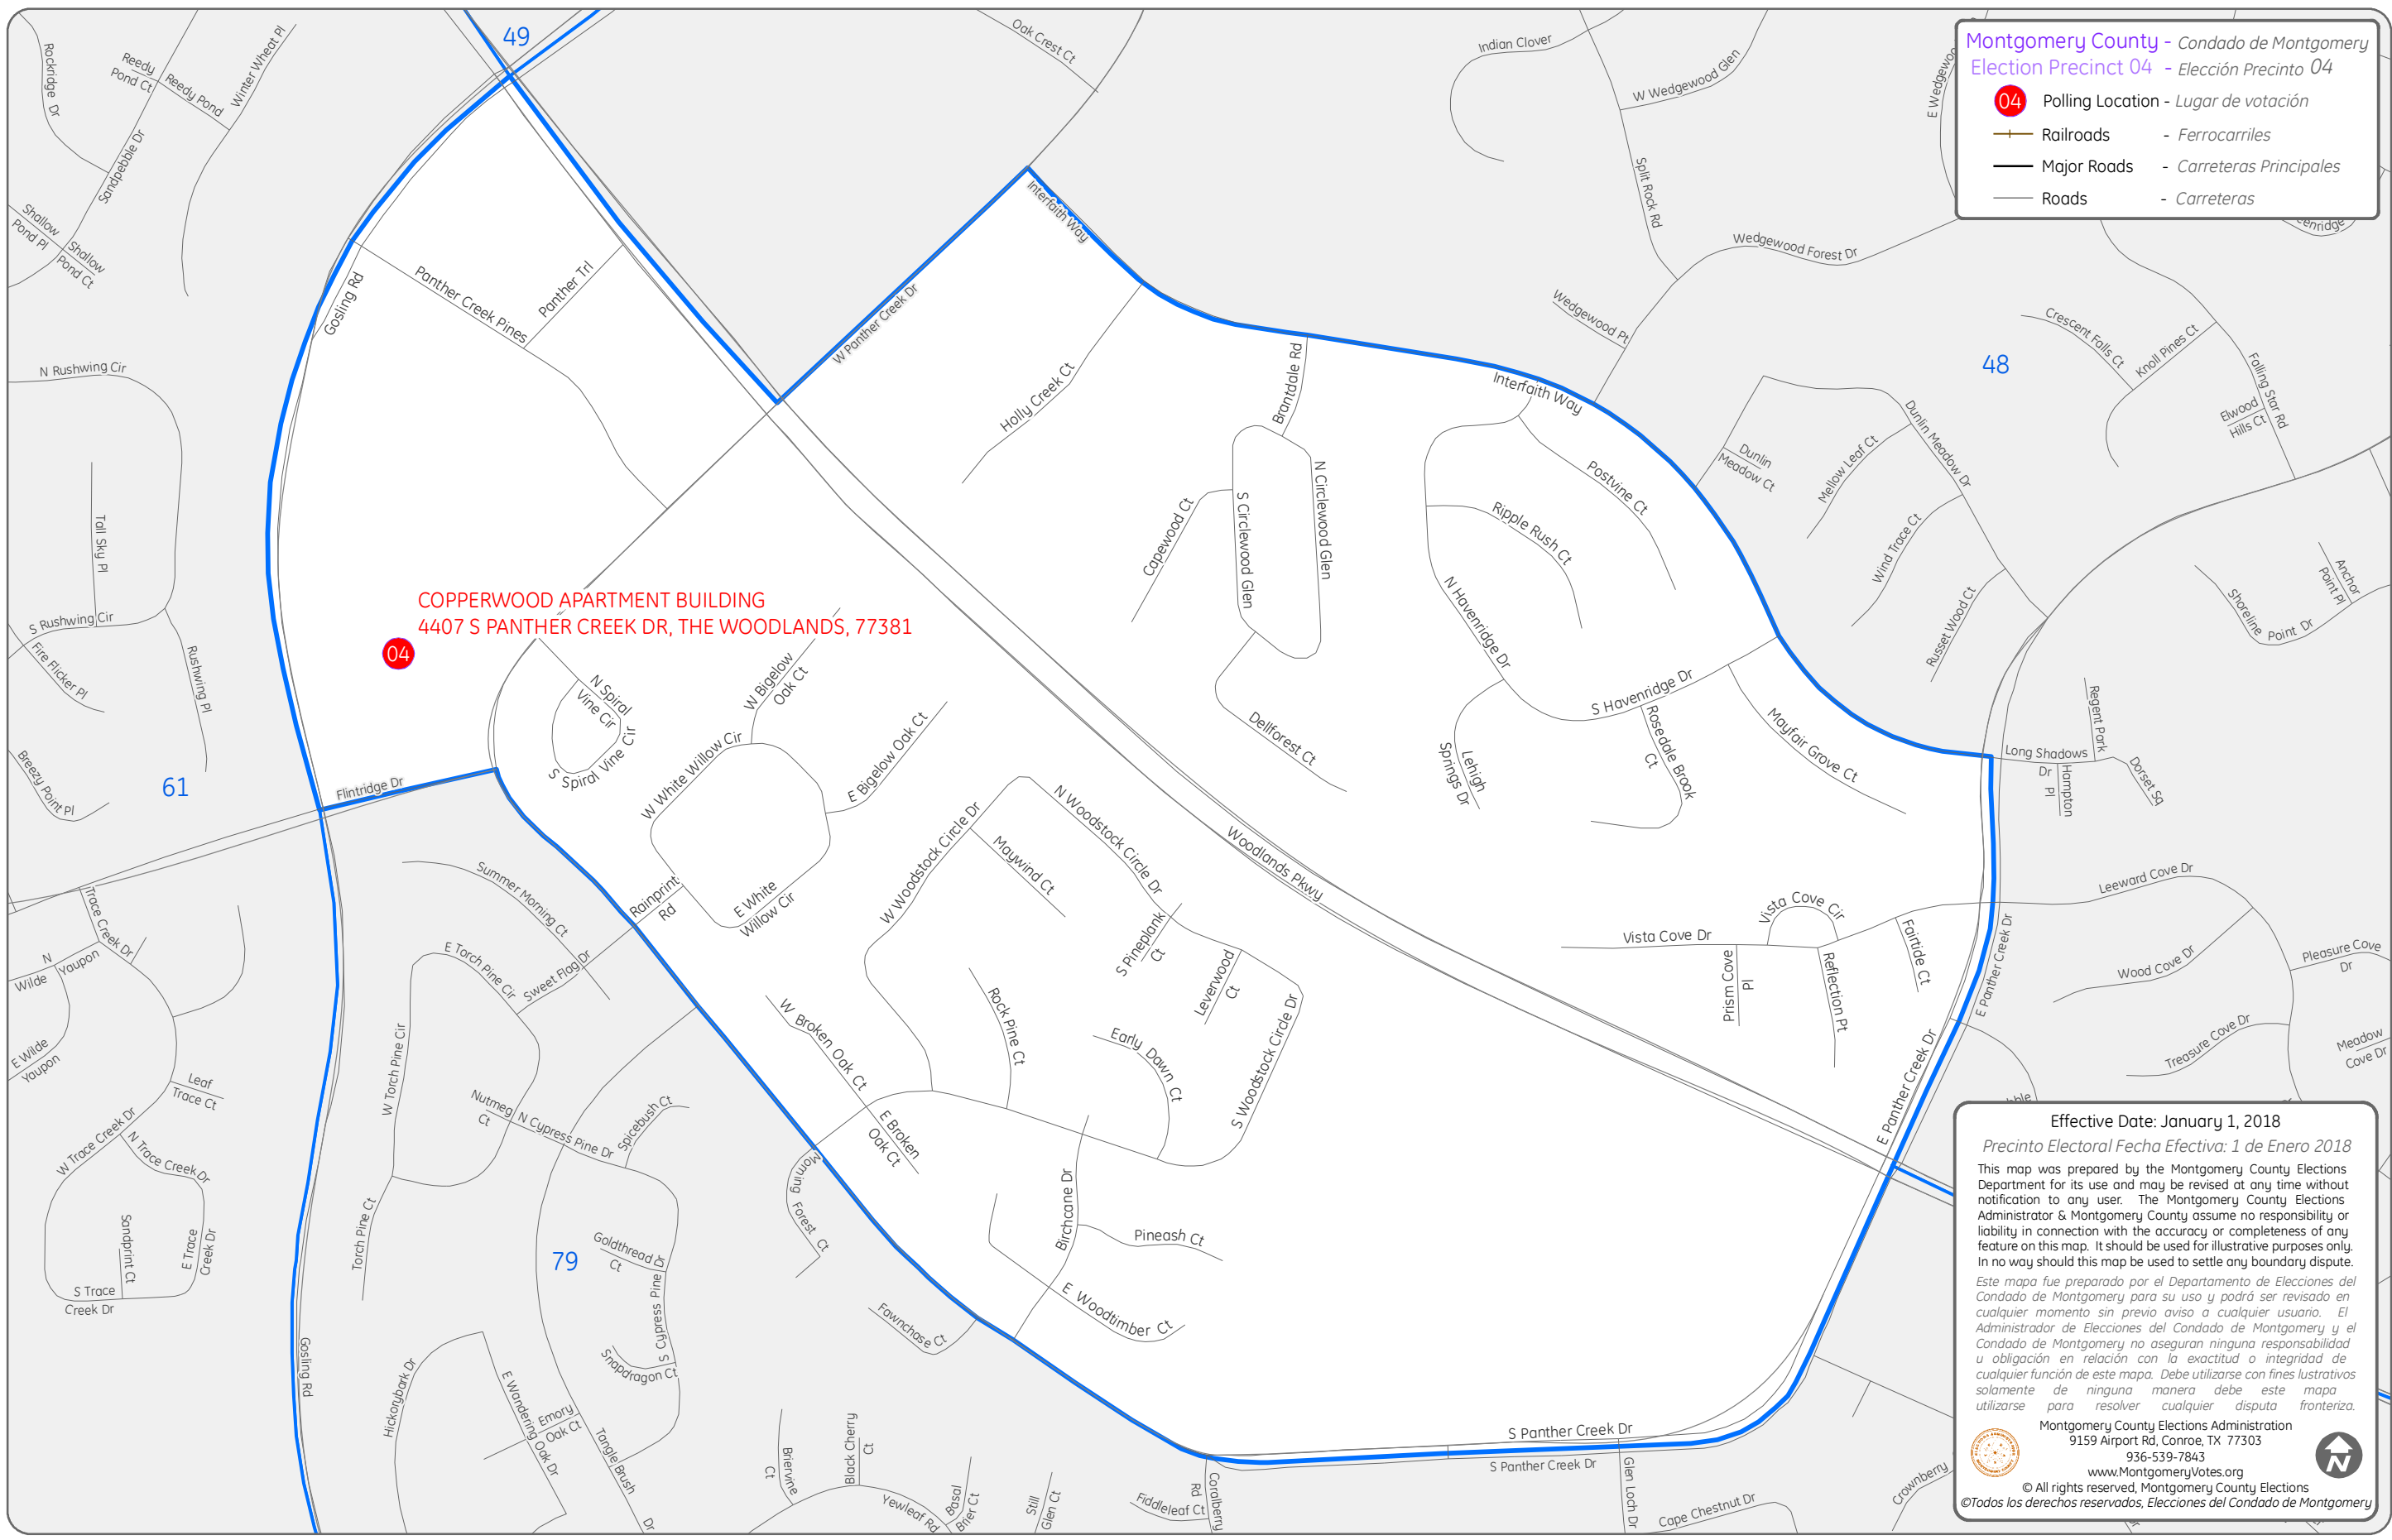 Montgomery County - Condado de Montgomery
Election Precinct 04 - Elección Precinto 04
04 Polling Location - Lugar de votación
Railroads - Ferrocarriles
Major Roads - Carreteras Principales
Roads - Carreteras
49
48
61
79
COPPERWOOD APARTMENT BUILDING
4407 S PANTHER CREEK DR, THE WOODLANDS, 77381
04
Rockridge Dr
Reedy
Pond Ct
Reedy Pond
Winter Wheat Pl
Sandpebble Dr
Shallow
Pond Pl
Shallow
Pond Ct
Oak Crest Ct
Indian Clover
W Wedgewood Glen
Split Rock Rd
Wedgewood Forest Dr
Wedgewood Pt
Interfaith Way
W Panther Creek Dr
Panther Creek Pines
Panther Trl
Gosling Rd
N Rushwing Cir
Tall Sky Pl
S Rushwing Cir
Fire Flicker Pl
Rushwing Pl
Breezy Point Pl
Flintridge Dr
Holly Creek Ct
Brantdale Rd
Capewood Ct
S Circlewood Glen
N Circlewood Glen
Dellforest Ct
Interfaith Way
Postvine Ct
Ripple Rush Ct
N Havenridge Dr
S Havenridge Dr
Lehigh
Springs Dr
Rosedale Brook
Ct
Mayfair Grove Ct
Crescent Falls Ct
Knoll Pines Ct
Falling Star Rd
Elwood
Hills Ct
Dunlin
Meadow Ct
Dunlin Meadow Dr
Mellow Leaf Ct
Wind Trace Ct
Russet Wood Ct
Anchor
Point Pl
Shoreline
Point Dr
Regent Park
Long Shadows
Dr
Hampton
Pl
Dorset Sq
N Spiral
Vine Cir
S Spiral Vine Cir
W Bigelow
Oak Ct
E Bigelow Oak Ct
W White Willow Cir
E White
Willow Cir
Rainprint
Rd
Woodlands Pkwy
W Woodstock Circle Dr
N Woodstock Circle Dr
Maywind Ct
S Pineplank
Ct
Leverwood
Ct
S Woodstock Circle Dr
Rock Pine Ct
Early Dawn Ct
W Broken Oak Ct
E Broken
Oak Ct
Birchcane Dr
Pineash Ct
E Woodtimber Ct
Morning Forest Ct
Fawnchase Ct
Vista Cove Dr
Vista Cove Cir
Prism Cove
Pl
Reflection Pt
Fairtide Ct
E Panther Creek Dr
E Panther Creek Dr
Leeward Cove Dr
Wood Cove Dr
Pleasure Cove
Dr
Treasure Cove Dr
Meadow
Cove Dr
Summer Morning Ct
Sweet Flag Dr
E Torch Pine Cir
W Torch Pine Cir
Torch Pine Ct
Nutmeg
Ct
N Cypress Pine Dr
Spicebush Ct
Goldthread
Ct
S Cypress Pine Dr
Snapdragon Ct
Hickorybark Dr
E Wandering Oak Dr
Emory
Oak Ct
Tangle Brush
Dr
Gosling Rd
Trace Creek Dr
N
Wilde
Yaupon
E Wilde
Yaupon
Leaf
Trace Ct
W Trace Creek Dr
N Trace Creek Dr
Sandprint Ct
E Trace
Creek Dr
S Trace
Creek Dr
Briervine
Ct
Black Cherry
Ct
Yewleaf Rd
Basal
Brier Ct
Still
Glen Ct
Fiddleleaf Ct
Coralberry
Rd
S Panther Creek Dr
S Panther Creek Dr
Glen Loch Dr
Cape Chestnut Dr
Crownberry
Effective Date: January 1, 2018
Precinto Electoral Fecha Efectiva: 1 de Enero 2018
This map was prepared by the Montgomery County Elections
Department for its use and may be revised at any time without
notification to any user. The Montgomery County Elections
Administrator & Montgomery County assume no responsibility or
liability in connection with the accuracy or completeness of any
feature on this map. It should be used for illustrative purposes only.
In no way should this map be used to settle any boundary dispute.
Este mapa fue preparado por el Departamento de Elecciones del
Condado de Montgomery para su uso y podrá ser revisado en
cualquier momento sin previo aviso a cualquier usuario. El
Administrador de Elecciones del Condado de Montgomery y el
Condado de Montgomery no aseguran ninguna responsabilidad
u obligación en relación con la exactitud o integridad de
cualquier función de este mapa. Debe utilizarse con fines lustrativos
solamente de ninguna manera debe este mapa
utilizarse para resolver cualquier disputa fronteriza.
Montgomery County Elections Administration
9159 Airport Rd, Conroe, TX 77303
936-539-7843
www.MontgomeryVotes.org
© All rights reserved, Montgomery County Elections
©Todos los derechos reservados, Elecciones del Condado de Montgomery
N